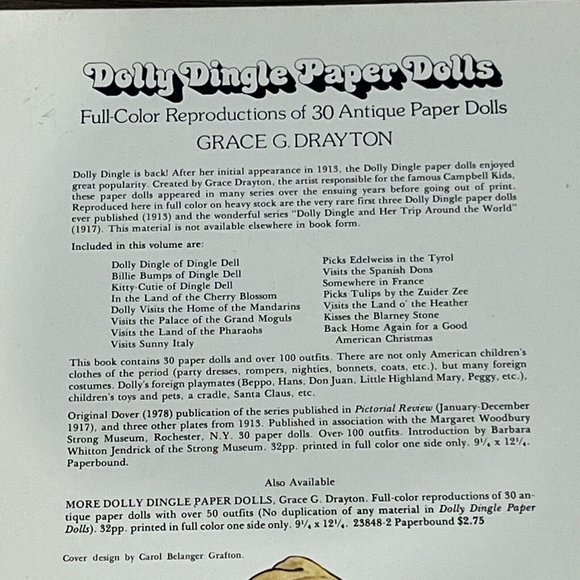 Dolly Dingle Paper Dolls
Full-Color Reproductions of 30 Antique Paper Dolls
GRACE G. DRAYTON
Dolly Dingle is back! After her initial appearance in 1913, the Dolly Dingle paper dolls enjoyed
great popularity. Created by Grace Drayton, the artist responsible for the famous Campbell Kids,
these paper dolls appeared in many series over the ensuing years before going out of print.
Reproduced here in full color on heavy stock are the very rare first three Dolly Dingle paper dolls
ever published (1913) and the wonderful series "Dolly Dingle and Her Trip Around the World"
(1917). This material is not available elsewhere in book form.
Included in this volume are:
Dolly Dingle of Dingle Dell
Billie Bumps of Dingle Dell
Kitty-Cutie of Dingle Dell
In the Land of the Cherry Blossom
Dolly Visits the Home of the Mandarins
Visits the Palace of the Grand Moguls
Visits the Land of the Pharaohs
Visits Sunny Italy
Picks Edelweiss in the Tyrol
Visits the Spanish Dons
Somewhere in France
Picks Tulips by the Zuider Zee
Visits the Land o' the Heather
Kisses the Blarney Stone
Back Home Again for a Good
American Christmas
This book contains 30 paper dolls and over 100 outfits. There are not only American children's
clothes of the period (party dresses, rompers, nighties, bonnets, coats, etc.), but many foreign
costumes. Dolly's foreign playmates (Beppo, Hans, Don Juan, Little Highland Mary, Peggy, etc.),
children's toys and pets, a cradle, Santa Claus, etc.
Original Dover (1978) publication of the series published in Pictorial Review (January-December
1917), and three other plates from 1913. Published in association with the Margaret Woodbury
Strong Museum, Rochester, N.Y. 30 paper dolls. Over 100 outfits. Introduction by Barbara
Whitton Jendrick of the Strong Museum. 32pp. printed in full color one side only. 9¼ x 12¼.
Paperbound.
Also Available
MORE DOLLY DINGLE PAPER DOLLS, Grace G. Drayton. Full-color reproductions of 30 an-
tique paper dolls with over 50 outfits (No duplication of any material in Dolly Dingle Paper
Dolls). 32pp. printed in full color one side only. 9¼ x 12¼. 23848-2 Paperbound $2.75
Cover design by Carol Belanger Grafton.